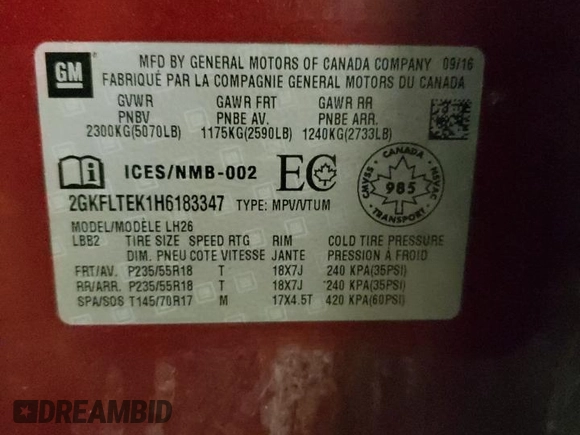 GM
MFD BY GENERAL MOTORS OF CANADA COMPANY 09/16
FABRIQUÉ PAR LA COMPAGNIE GENERAL MOTORS DU CANADA
GVWR GAWR FRT GAWR RR
PNBV PNBE AV. PNBE ARR.
2300KG(5070LB) 1175KG(2590LB) 1240KG(2733LB)
ICES/NMB-002 EC
CANADA
CMVSS 985 NSVAC
TRANSPORT
2GKFLTEK1H6183347 TYPE: MPV/VTUM
MODEL/MODÈLE LH26
LBB2 TIRE SIZE SPEED RTG RIM COLD TIRE PRESSURE
DIM. PNEU COTE VITESSE JANTE PRESSION À FROID
FRT/AV. P235/55R18 T 18X7J 240 KPA(35PSI)
RR/ARR. P235/55R18 T 18X7J 240 KPA(35PSI)
SPA/SOS T145/70R17 M 17X4.5T 420 KPA(60PSI)
DREAMBID